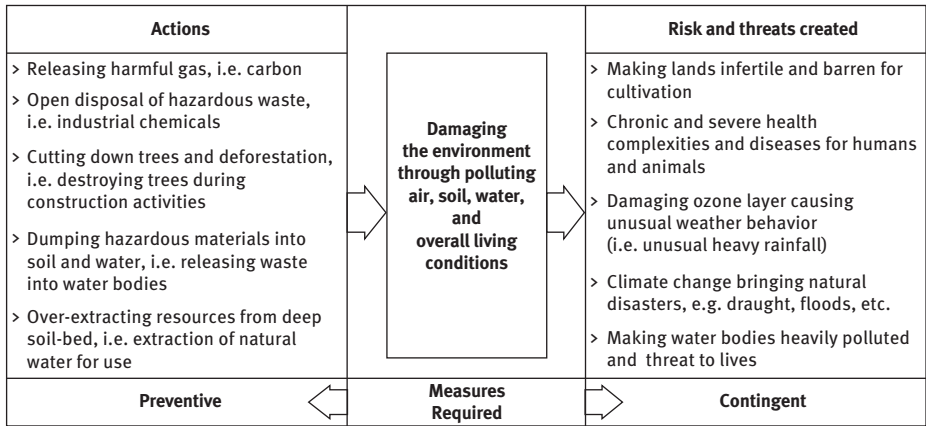 Actions
> Releasing harmful gas, i.e. carbon
> Open disposal of hazardous waste,
i.e. industrial chemicals
> Cutting down trees and deforestation,
i.e. destroying trees during
construction activities
> Dumping hazardous materials into
soil and water, i.e. releasing waste
into water bodies
> Over-extracting resources from deep
soil-bed, i.e. extraction of natural
water for use
Damaging
the environment
through polluting
air, soil, water,
and
overall living
conditions
Risk and threats created
> Making lands infertile and barren for
cultivation
> Chronic and severe health
complexities and diseases for humans
and animals
> Damaging ozone layer causing
unusual weather behavior
(i.e. unusual heavy rainfall)
> Climate change bringing natural
disasters, e.g. draught, floods, etc.
> Making water bodies heavily polluted
and threat to lives
Preventive
Measures
Required
Contingent